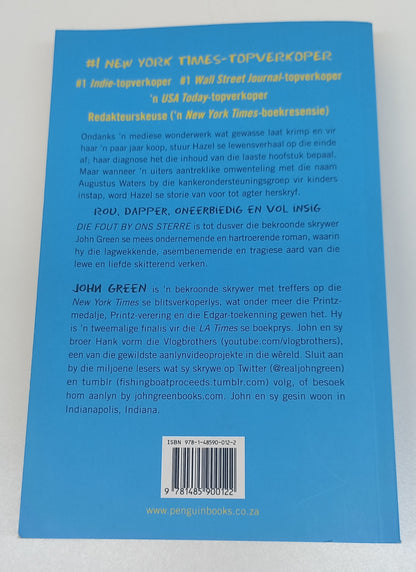 #1 NEW YORK TIMES-TOPVERKOPER
#1 Indie-topverkoper #1 Wall Street Journal-topverkoper
'n USA Today-topverkoper
Redakteurskeuse ('n New York Times-boekresensie)
Ondanks 'n mediese wonderwerk wat gewasse laat krimp en vir
haar 'n paar jaar koop, stuur Hazel se lewensverhaal op die einde
af; haar diagnose het die inhoud van die laaste hoofstuk bepaal.
Maar wanneer 'n uiters aantreklike omwenteling met die naam
Augustus Waters by die kankerondersteuningsgroep vir kinders
instap, word Hazel se storie van voor tot agter herskryf.
ROU, DAPPER, ONEERBIEDIG EN VOL INSIG
DIE FOUT BY ONS STERRE is tot dusver die bekroonde skrywer
John Green se mees ondernemende en hartroerende roman, waarin
hy die lagwekkende, asembenemende en tragiese aard van die
lewe en liefde skitterend verken.
JOHN GREEN is 'n bekroonde skrywer met treffers op die
New York Times se blitsverkoperlys, wat onder meer die Printz-
medalje, Printz-verering en die Edgar-toekenning gewen het. Hy
is 'n tweemalige finalis vir die LA Times se boekprys. John en sy
broer Hank vorm die Vlogbrothers (youtube.com/vlogbrothers),
een van die gewildste aanlynvideoprojekte in die wêreld. Sluit aan
by die miljoene lesers wat sy skrywe op Twitter (@realjohngreen)
en tumblr (fishingboatproceeds.tumblr.com) volg, of besoek
hom aanlyn by johngreenbooks.com. John en sy gesin woon in
Indianapolis, Indiana.
ISBN 978-1-48590-012-2
9 781485 900122
www.penguinbooks.co.za